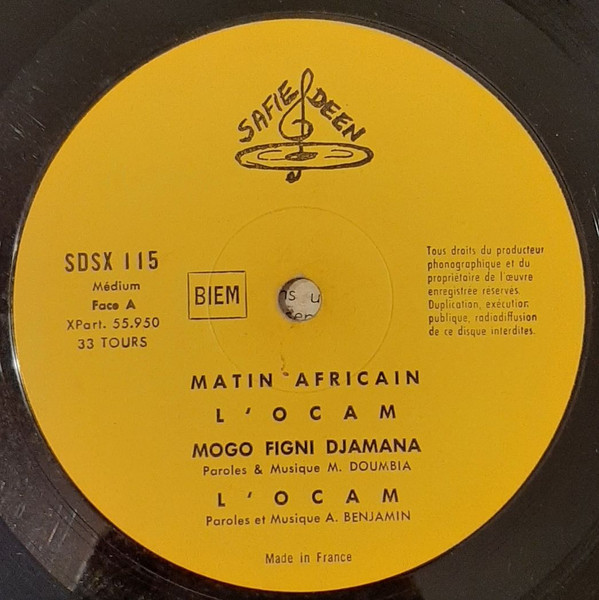 SAFIE DEEN
SDSX 115
Médium
Face A
XPart. 55.950
33 TOURS
BIEM
Tous droits du producteur
phonographique et du
propriétaire de l'œuvre
enregistrée réservés.
Duplication, exécution
publique, radiodiffusion
de ce disque interdites.
MATIN AFRICAIN
L'OCAM
MOGO FIGNI DJAMANA
Paroles & Musique M. DOUMBIA
L'OCAM
Paroles et Musique A. BENJAMIN
Made in France